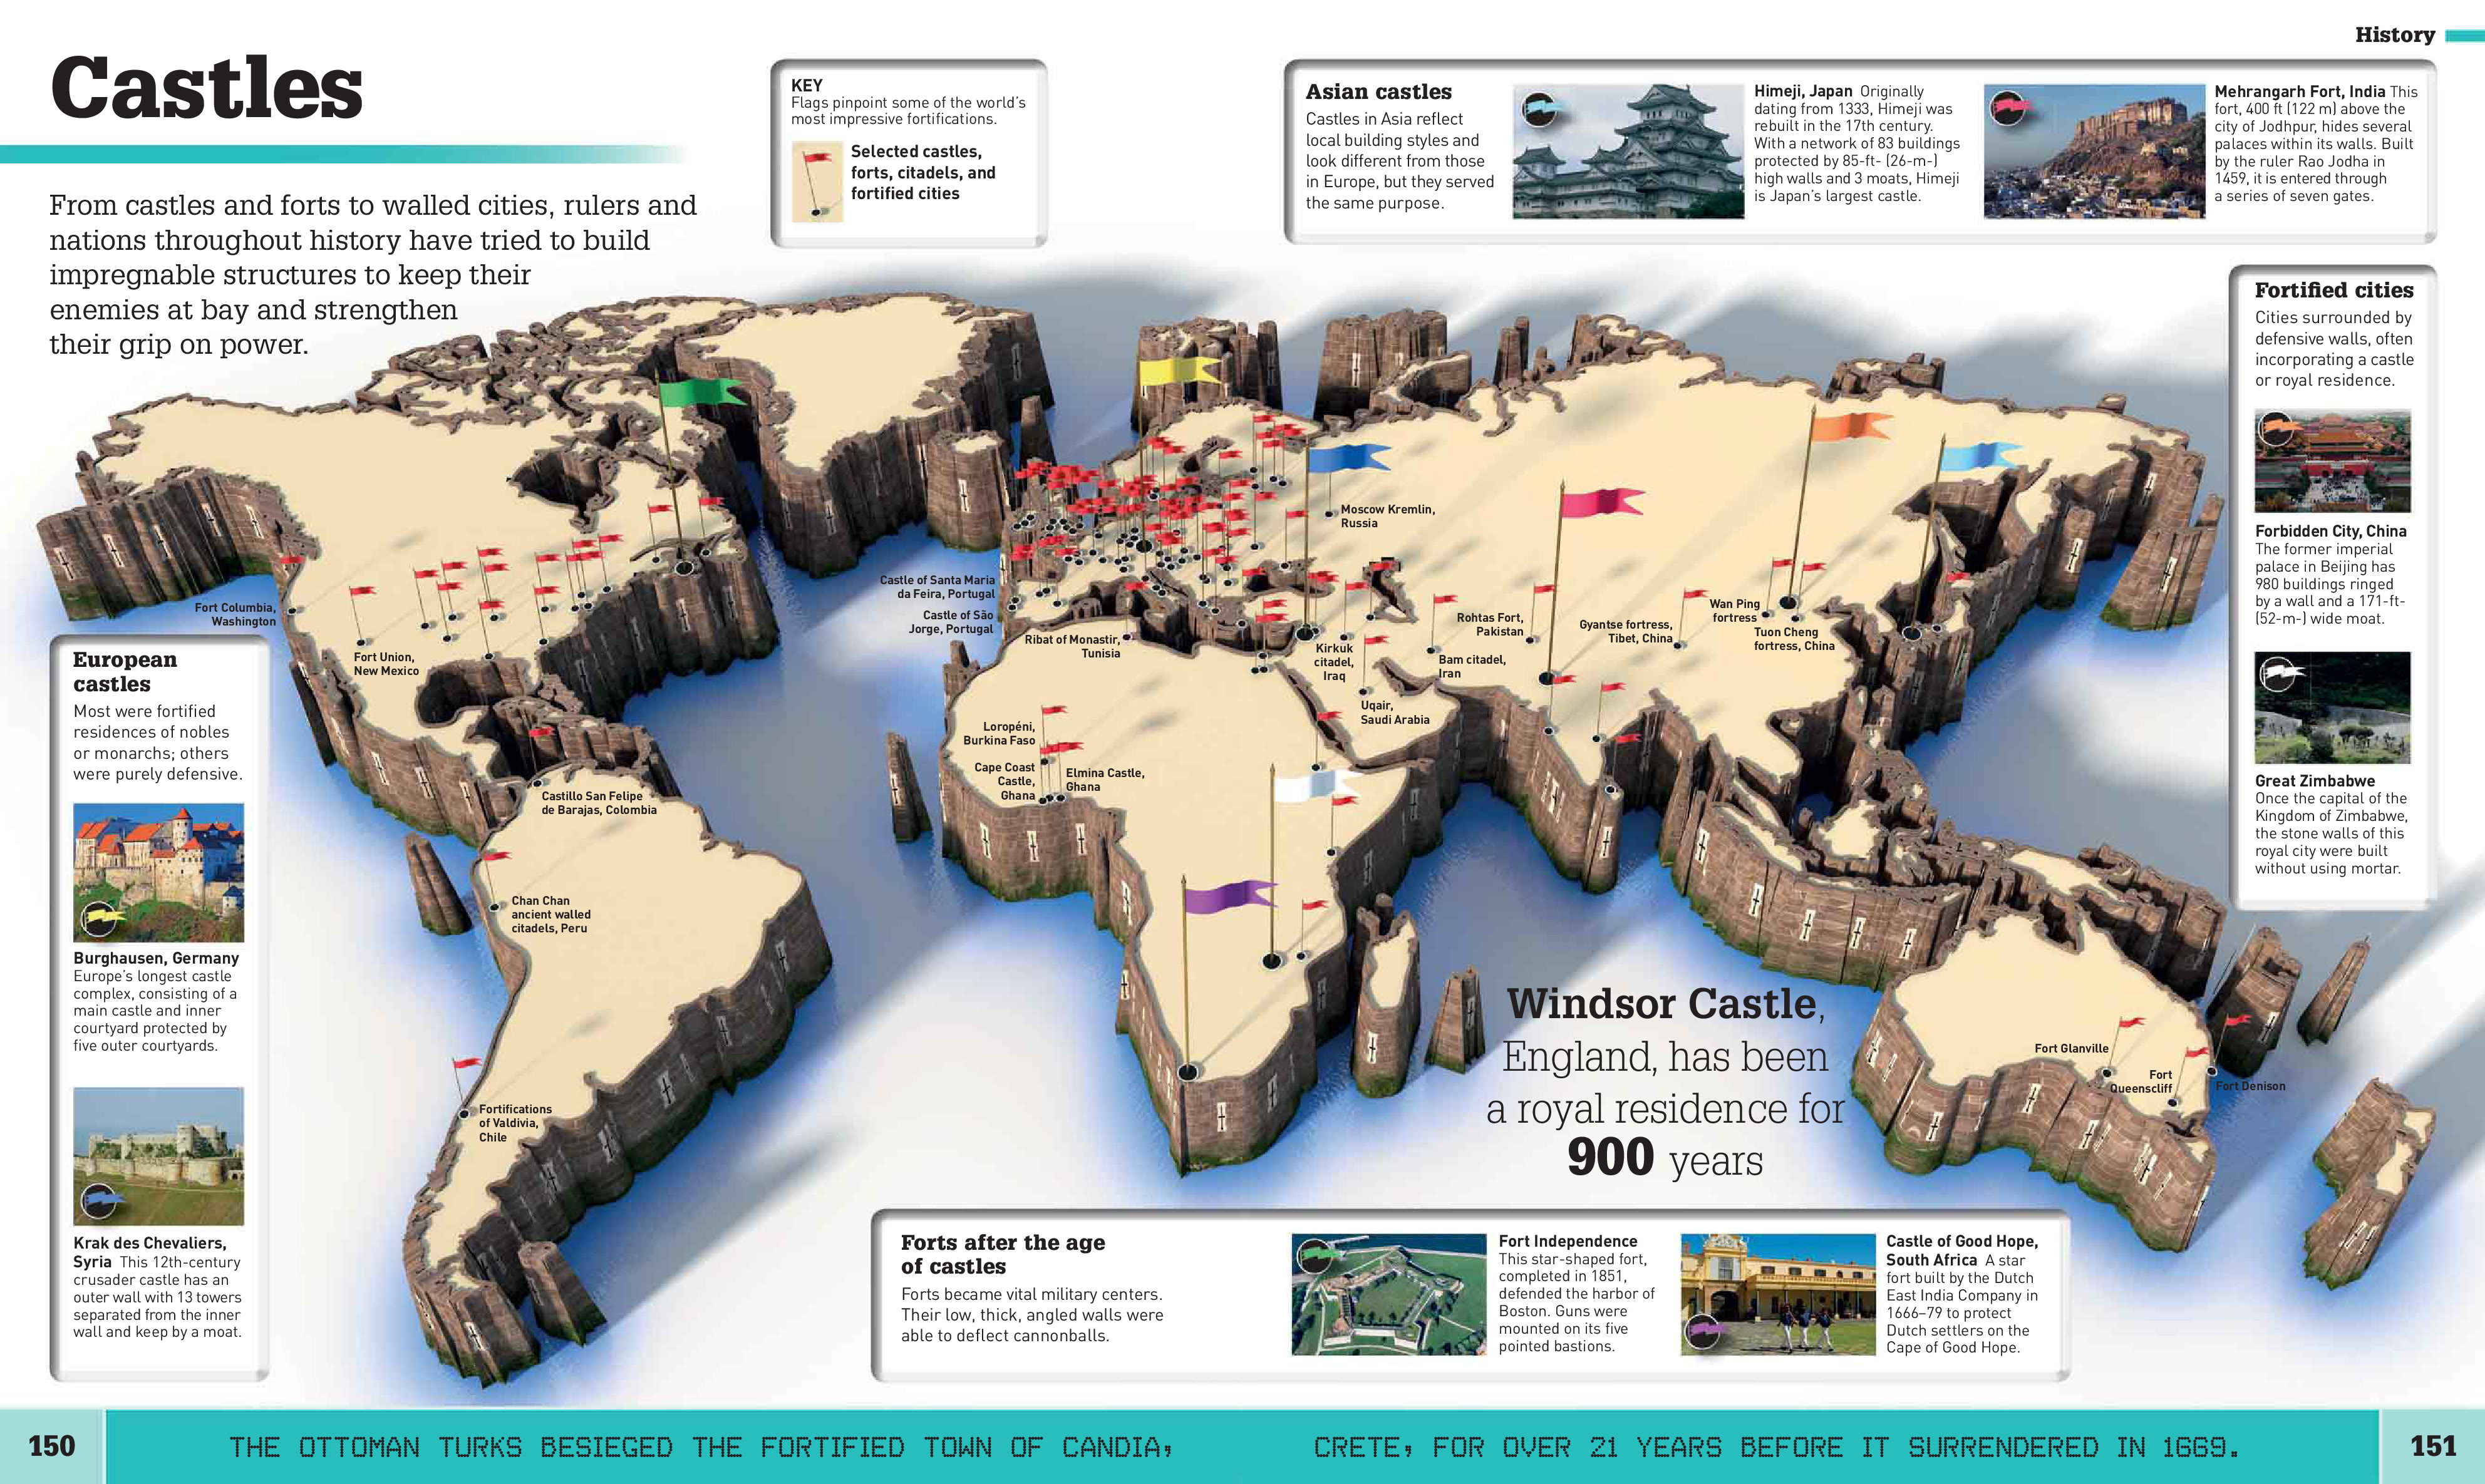 History
Castles
From castles and forts to walled cities, rulers and
nations throughout history have tried to build
impregnable structures to keep their
enemies at bay and strengthen
their grip on power.
KEY
Flags pinpoint some of the world's
most impressive fortifications.
Selected castles,
forts, citadels, and
fortified cities
Asian castles
Castles in Asia reflect
local building styles and
look different from those
in Europe, but they served
the same purpose.
Himeji, Japan Originally
dating from 1333, Himeji was
rebuilt in the 17th century.
With a network of 83 buildings
protected by 85-ft- (26-m-)
high walls and 3 moats, Himeji
is Japan's largest castle.
Mehrangarh Fort, India This
fort, 400 ft (122 m) above the
city of Jodhpur, hides several
palaces within its walls. Built
by the ruler Rao Jodha in
1459, it is entered through
a series of seven gates.
Fortified cities
Cities surrounded by
defensive walls, often
incorporating a castle
or royal residence.
Forbidden City, China
The former imperial
palace in Beijing has
980 buildings ringed
by a wall and a 171-ft-
(52-m-) wide moat.
Great Zimbabwe
Once the capital of the
Kingdom of Zimbabwe,
the stone walls of this
royal city were built
without using mortar.
Fort Columbia,
Washington
Fort Union,
New Mexico
Castillo San Felipe
de Barajas, Colombia
Chan Chan
ancient walled
citadels, Peru
Fortifications
of Valdivia,
Chile
Castle of Santa Maria
da Feira, Portugal
Castle of São
Jorge, Portugal
Ribat of Monastir,
Tunisia
Loropéni,
Burkina Faso
Cape Coast
Castle,
Ghana
Elmina Castle,
Ghana
Moscow Kremlin,
Russia
Kirkuk
citadel,
Iraq
Uqair,
Saudi Arabia
Bam citadel,
Iran
Rohtas Fort,
Pakistan
Gyantse fortress,
Tibet, China
Wan Ping
fortress
Tuon Cheng
fortress, China
Fort Glanville
Fort
Queenscliff
Fort Denison
European
castles
Most were fortified
residences of nobles
or monarchs; others
were purely defensive.
Burghausen, Germany
Europe's longest castle
complex, consisting of a
main castle and inner
courtyard protected by
five outer courtyards.
Krak des Chevaliers,
Syria This 12th-century
crusader castle has an
outer wall with 13 towers
separated from the inner
wall and keep by a moat.
Windsor Castle,
England, has been
a royal residence for
900 years
Forts after the age
of castles
Forts became vital military centers.
Their low, thick, angled walls were
able to deflect cannonballs.
Fort Independence
This star-shaped fort,
completed in 1851,
defended the harbor of
Boston. Guns were
mounted on its five
pointed bastions.
Castle of Good Hope,
South Africa A star
fort built by the Dutch
East India Company in
1666–79 to protect
Dutch settlers on the
Cape of Good Hope.
150
THE OTTOMAN TURKS BESIEGED THE FORTIFIED TOWN OF CANDIA,
CRETE, FOR OVER 21 YEARS BEFORE IT SURRENDERED IN 1669.
151